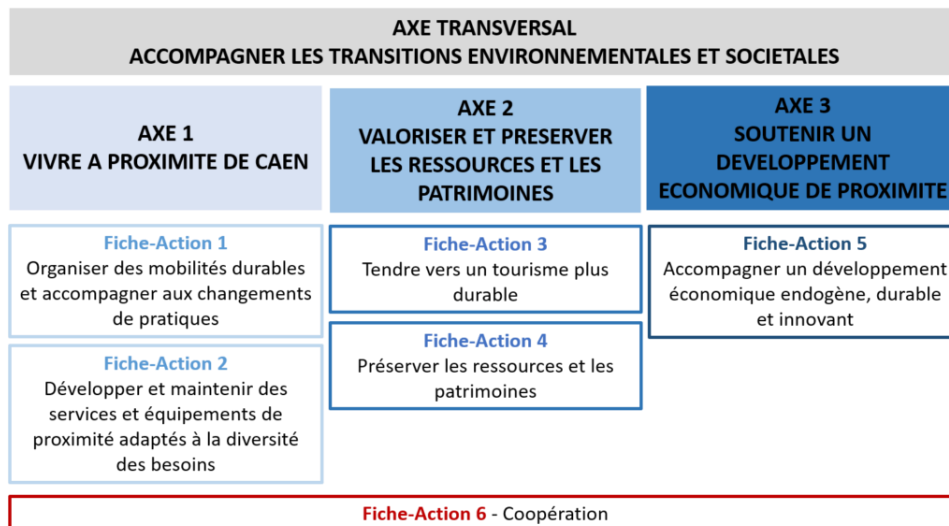 AXE TRANSVERSAL
ACCOMPAGNER LES TRANSITIONS ENVIRONNEMENTALES ET SOCIETALES
AXE 1
VIVRE A PROXIMITE DE CAEN
AXE 2
VALORISER ET PRESERVER
LES RESSOURCES ET LES
PATRIMOINES
AXE 3
SOUTENIR UN
DEVELOPPEMENT
ECONOMIQUE DE PROXIMITE
Fiche-Action 1
Organiser des mobilités durables
et accompagner aux changements
de pratiques
Fiche-Action 2
Développer et maintenir des
services et équipements de
proximité adaptés à la diversité
des besoins
Fiche-Action 3
Tendre vers un tourisme plus
durable
Fiche-Action 4
Préserver les ressources et les
patrimoines
Fiche-Action 5
Accompagner un développement
économique endogène, durable
et innovant
Fiche-Action 6 - Coopération